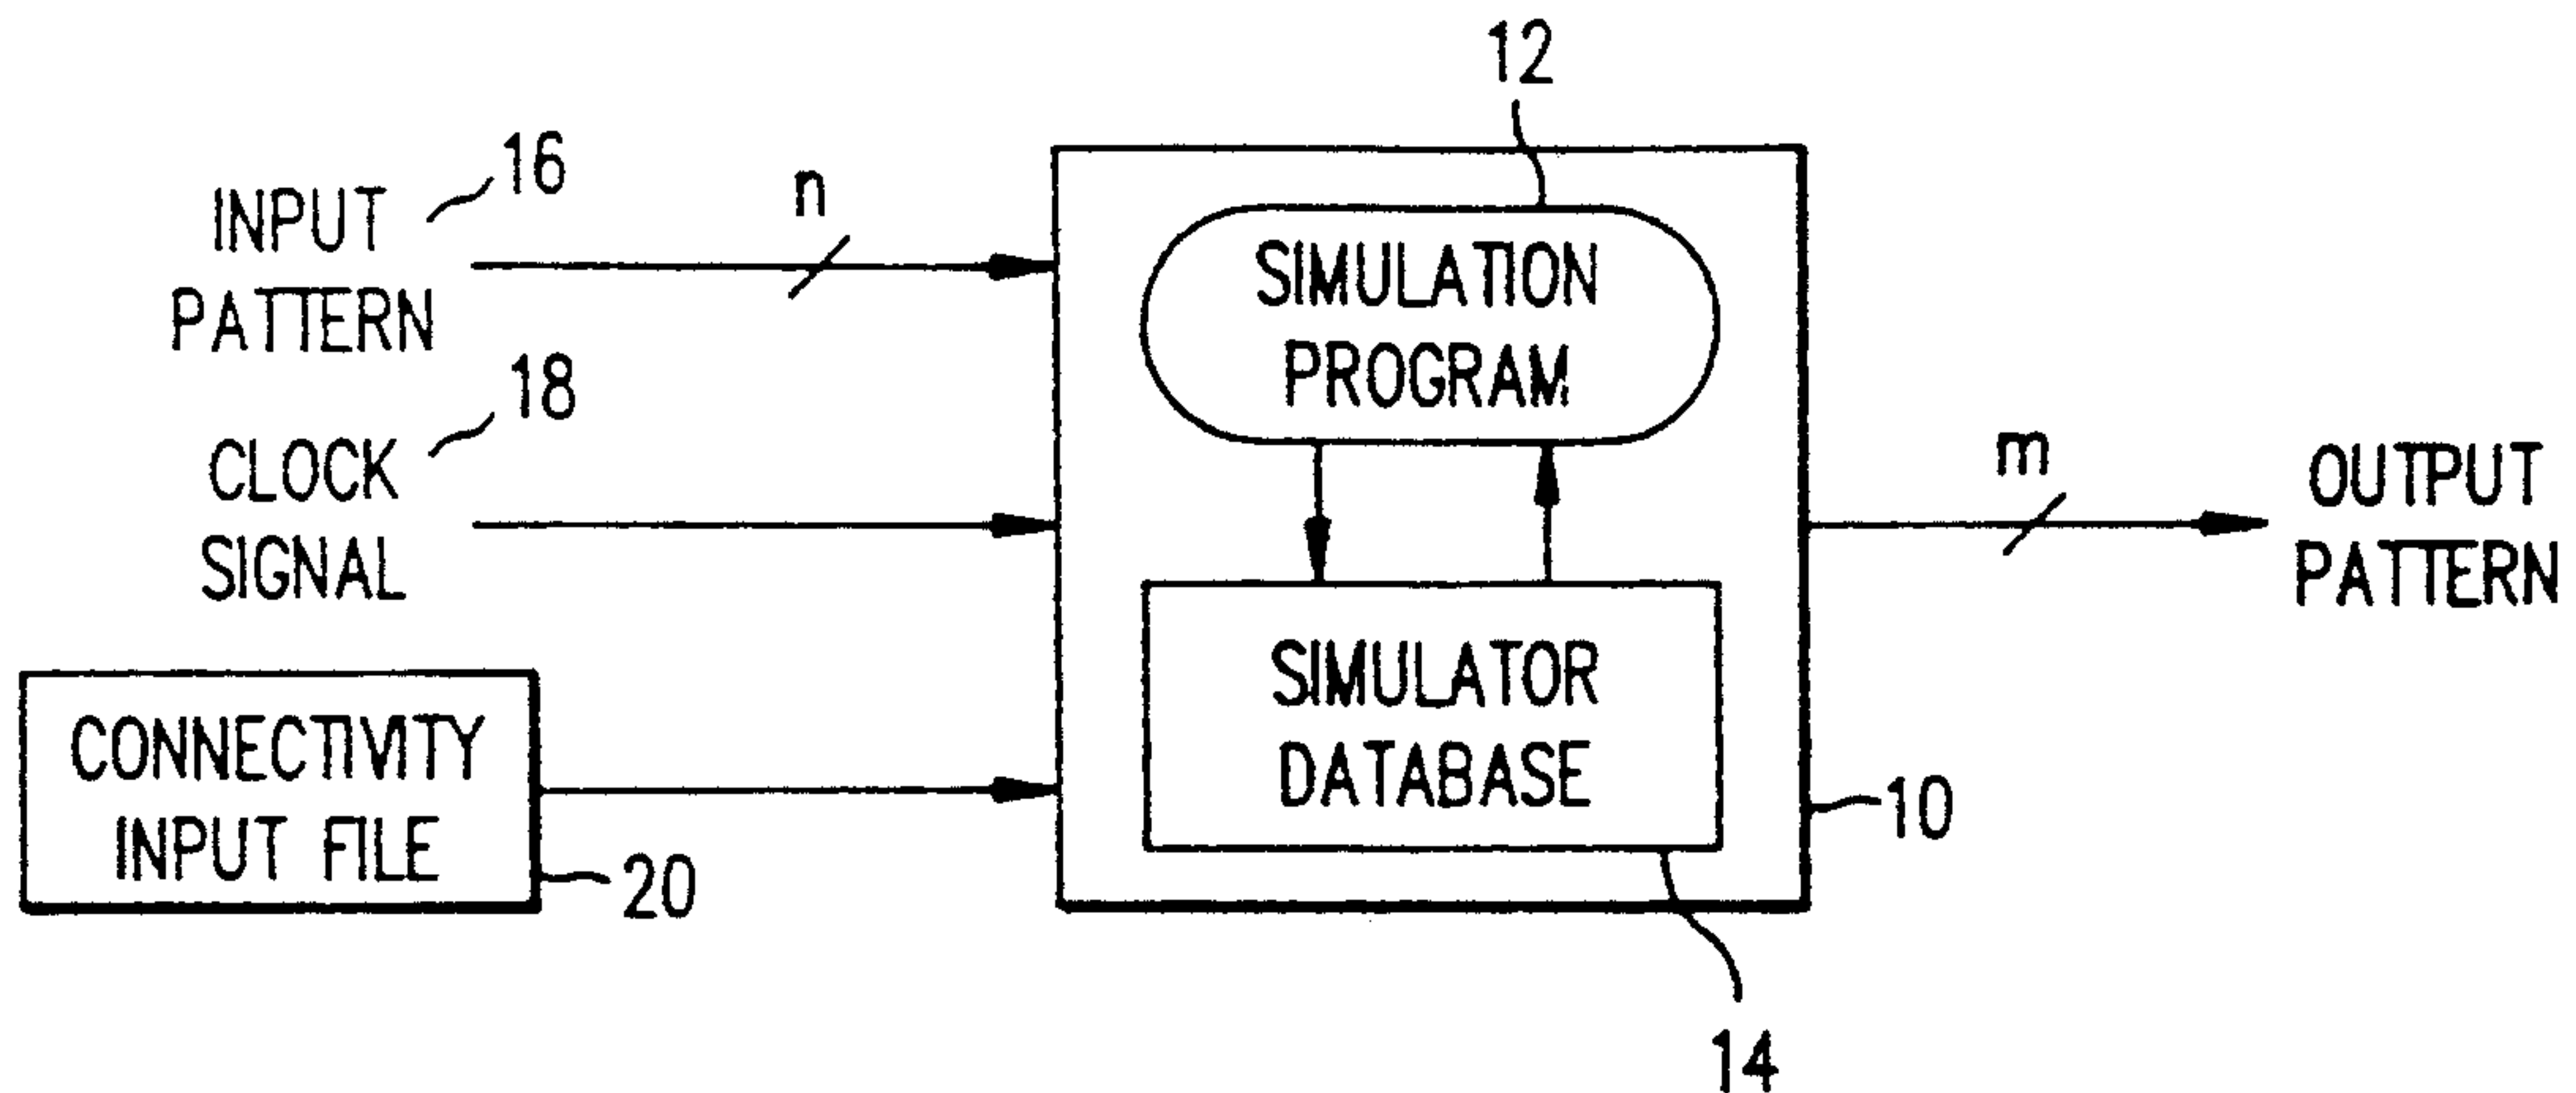 12
16
INPUT
PATTERN
n
SIMULATION
PROGRAM
18
CLOCK
SIGNAL
m
OUTPUT
PATTERN
SIMULATOR
DATABASE
CONNECTIVITY
INPUT FILE
20
10
14